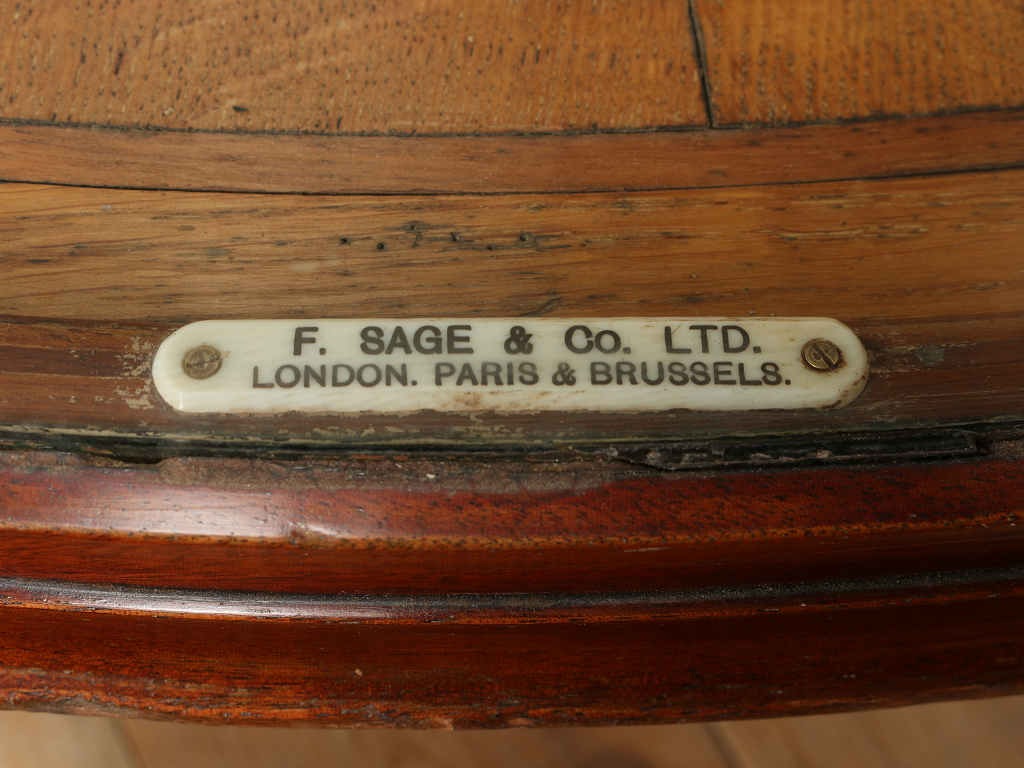 F. SAGE & Co. LTD.
LONDON. PARIS & BRUSSELS.